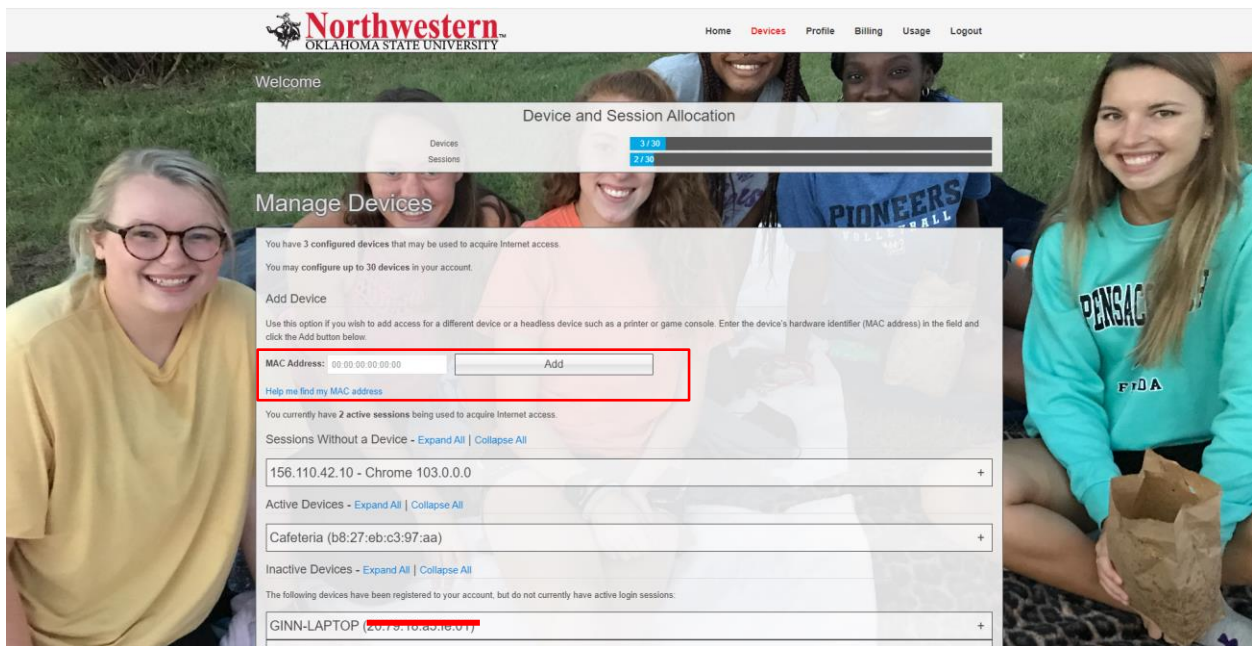 Northwestern™
OKLAHOMA STATE UNIVERSITY
Home Devices Profile Billing Usage Logout
Welcome
Device and Session Allocation
Devices 3 / 30
Sessions 2 / 30
Manage Devices
You have 3 configured devices that may be used to acquire Internet access.
You may configure up to 30 devices in your account.
Add Device
Use this option if you wish to add access for a different device or a headless device such as a printer or game console. Enter the device's hardware identifier (MAC address) in the field and
click the Add button below.
MAC Address: 00:00:00:00:00:00 Add
Help me find my MAC address
You currently have 2 active sessions being used to acquire Internet access.
Sessions Without a Device - Expand All | Collapse All
156.110.42.10 - Chrome 103.0.0.0 +
Active Devices - Expand All | Collapse All
Cafeteria (b8:27:eb:c3:97:aa) +
Inactive Devices - Expand All | Collapse All
The following devices have been registered to your account, but do not currently have active login sessions:
GINN-LAPTOP ( +
PIONEERS
VOLLEYBALL